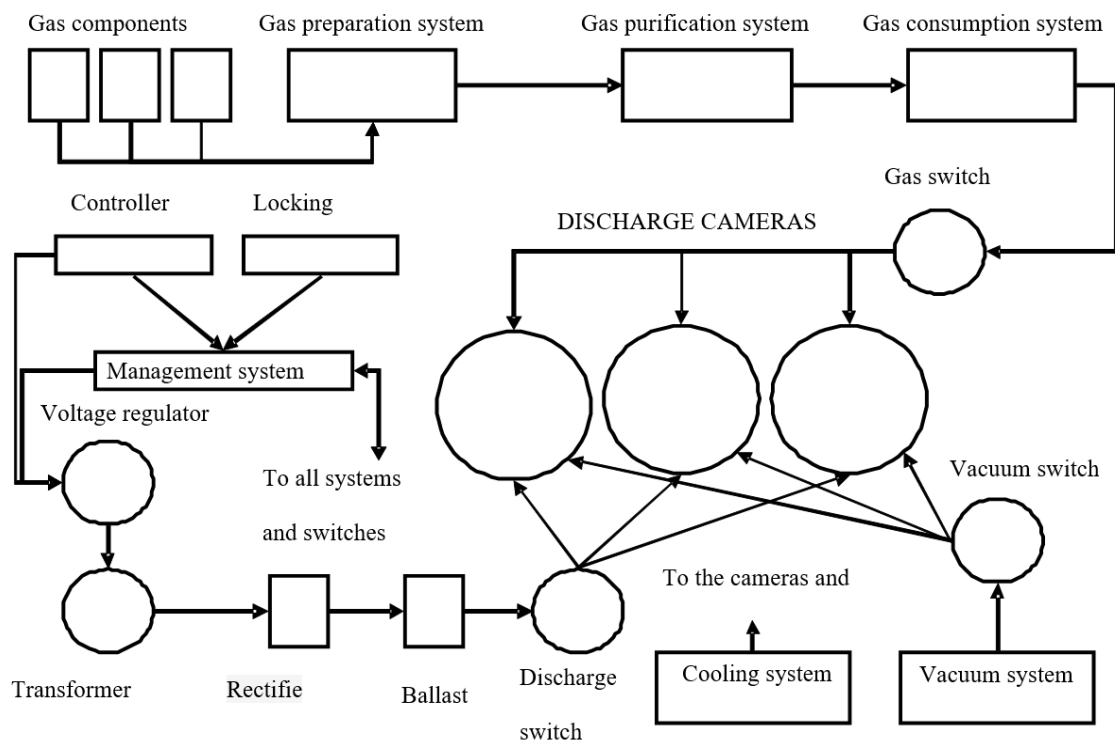 Gas components
Gas preparation system
Gas purification system
Gas consumption system
Gas switch
Controller
Locking
DISCHARGE CAMERAS
Management system
Voltage regulator
To all systems
and switches
Vacuum switch
To the cameras and
Transformer
Rectifie
Ballast
Discharge
switch
Cooling system
Vacuum system